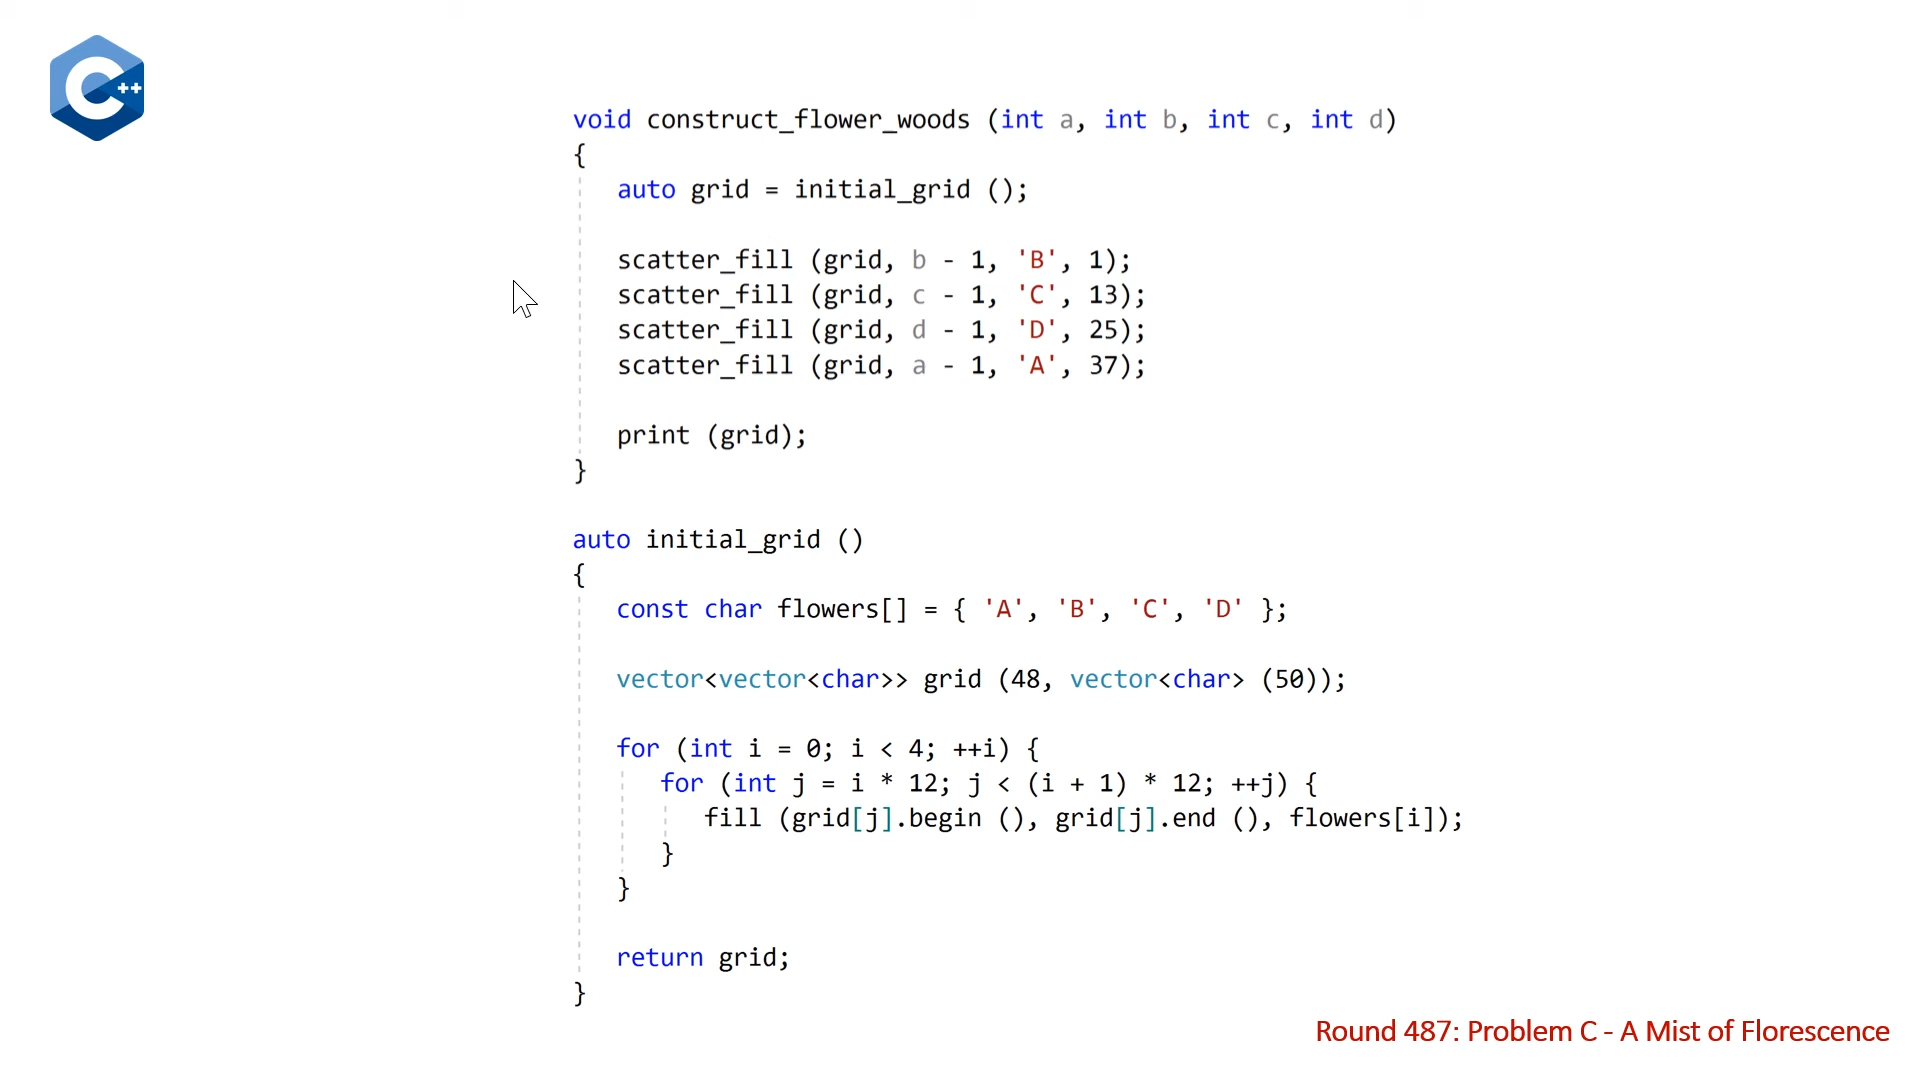 C++
void construct_flower_woods (int a, int b, int c, int d)
{
auto grid = initial_grid ();
scatter_fill (grid, b - 1, 'B', 1);
scatter_fill (grid, c - 1, 'C', 13);
scatter_fill (grid, d - 1, 'D', 25);
scatter_fill (grid, a - 1, 'A', 37);
print (grid);
}
auto initial_grid ()
{
const char flowers[] = { 'A', 'B', 'C', 'D' };
vector<vector<char>> grid (48, vector<char> (50));
for (int i = 0; i < 4; ++i) {
for (int j = i * 12; j < (i + 1) * 12; ++j) {
fill (grid[j].begin (), grid[j].end (), flowers[i]);
}
}
return grid;
}
Round 487: Problem C - A Mist of Florescence